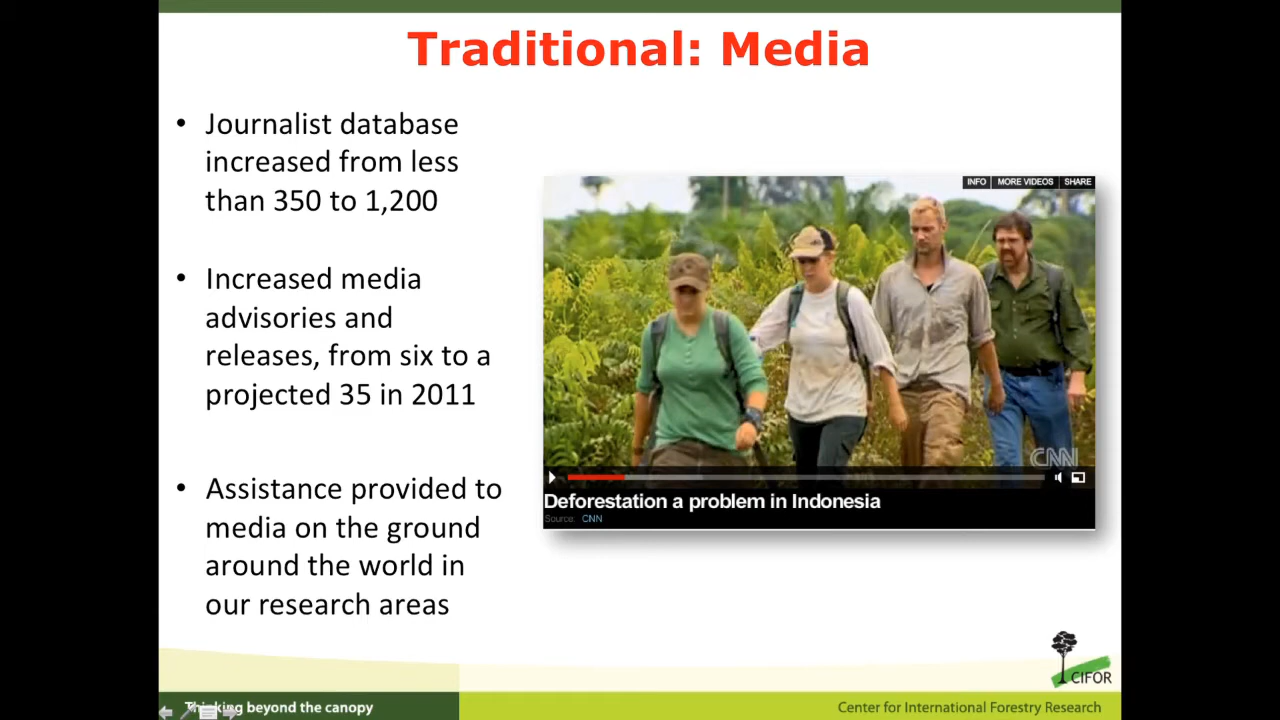 Traditional: Media
• Journalist database
increased from less
than 350 to 1,200
• Increased media
advisories and
releases, from six to a
projected 35 in 2011
• Assistance provided to
media on the ground
around the world in
our research areas
INFO | MORE VIDEOS | SHARE
CNN
Deforestation a problem in Indonesia
Source: CNN
CIFOR
Thinking beyond the canopy
Center for International Forestry Research